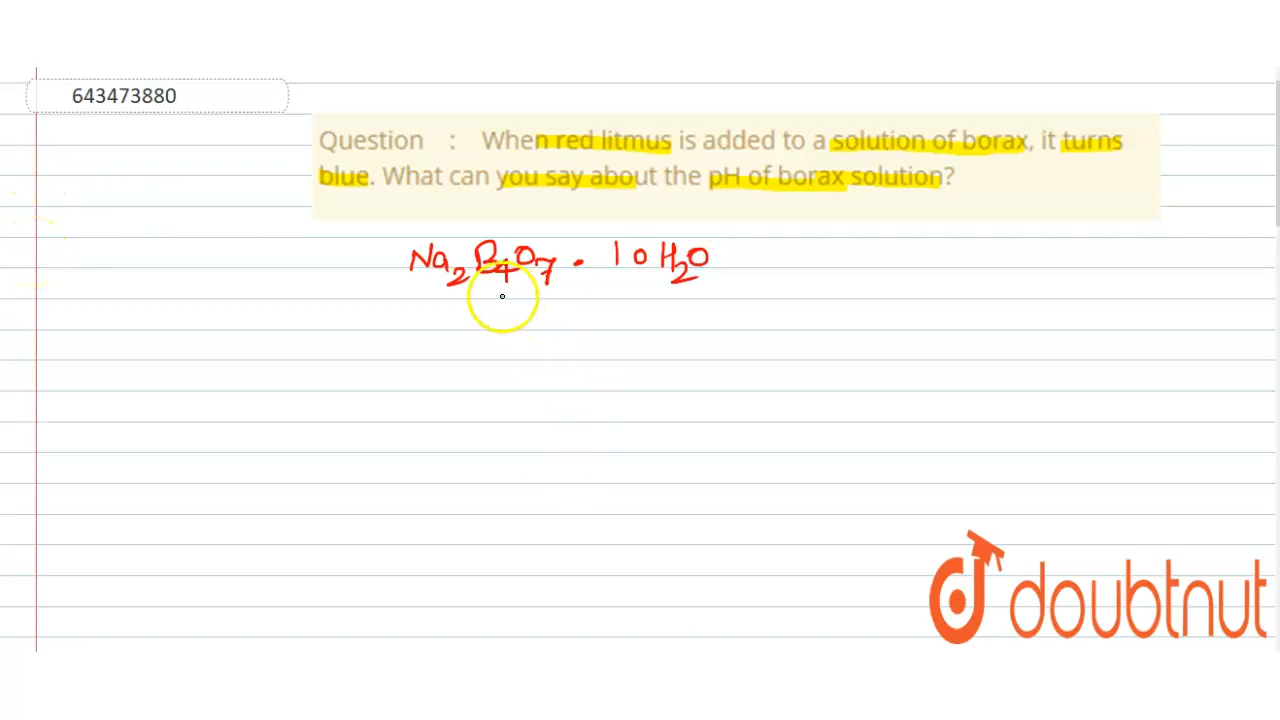 643473880
Question : When red litmus is added to a solution of borax, it turns
blue. What can you say about the pH of borax solution?
Na2B4O7 . 10H2O
doubtnut